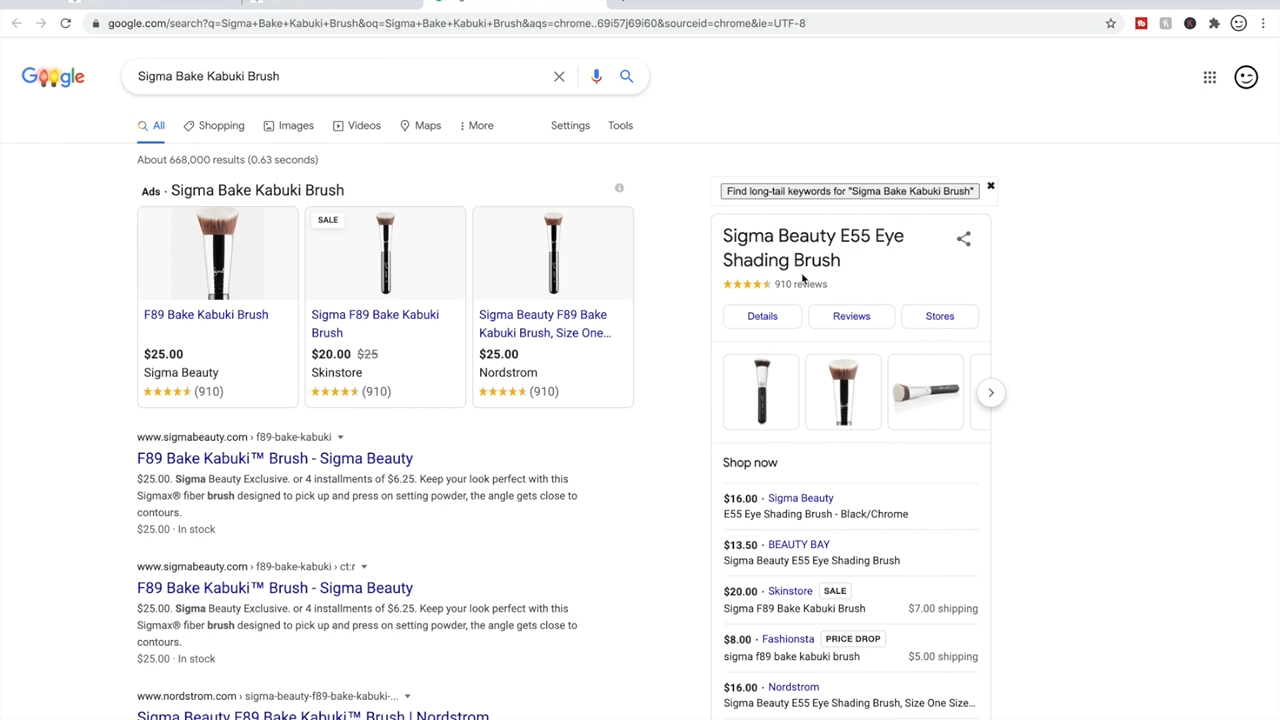 google.com/search?q=Sigma+Bake+Kabuki+Brush&oq=Sigma+Bake+Kabuki+Brush&aqs=chrome..69i57j69i60&sourceid=chrome&ie=UTF-8
Google
Sigma Bake Kabuki Brush
All
Shopping
Images
Videos
Maps
More
Settings
Tools
About 668,000 results (0.63 seconds)
Ads · Sigma Bake Kabuki Brush
F89 Bake Kabuki Brush
$25.00
Sigma Beauty
(910)
SALE
Sigma F89 Bake Kabuki
Brush
$20.00 $25
Skinstore
(910)
Sigma Beauty F89 Bake
Kabuki Brush, Size One...
$25.00
Nordstrom
(910)
www.sigmabeauty.com › f89-bake-kabuki
F89 Bake Kabuki™ Brush - Sigma Beauty
$25.00. Sigma Beauty Exclusive. or 4 installments of $6.25. Keep your look perfect with this
Sigmax® fiber brush designed to pick up and press on setting powder, the angle gets close to
contours.
$25.00 · In stock
www.sigmabeauty.com › f89-bake-kabuki › ct:r
F89 Bake Kabuki™ Brush - Sigma Beauty
$25.00. Sigma Beauty Exclusive. or 4 installments of $6.25. Keep your look perfect with this
Sigmax® fiber brush designed to pick up and press on setting powder, the angle gets close to
contours.
$25.00 · In stock
www.nordstrom.com › sigma-beauty-f89-bake-kabuki-...
Sigma Beauty F89 Bake Kabuki™ Brush | Nordstrom
Find long-tail keywords for "Sigma Bake Kabuki Brush"
Sigma Beauty E55 Eye
Shading Brush
910 reviews
Details
Reviews
Stores
Shop now
$16.00 · Sigma Beauty
E55 Eye Shading Brush - Black/Chrome
$13.50 · BEAUTY BAY
Sigma Beauty E55 Eye Shading Brush
$20.00 · Skinstore SALE
Sigma F89 Bake Kabuki Brush $7.00 shipping
$8.00 · Fashionsta PRICE DROP
sigma f89 bake kabuki brush $5.00 shipping
$16.00 · Nordstrom
Sigma Beauty E55 Eye Shading Brush, Size One Size...